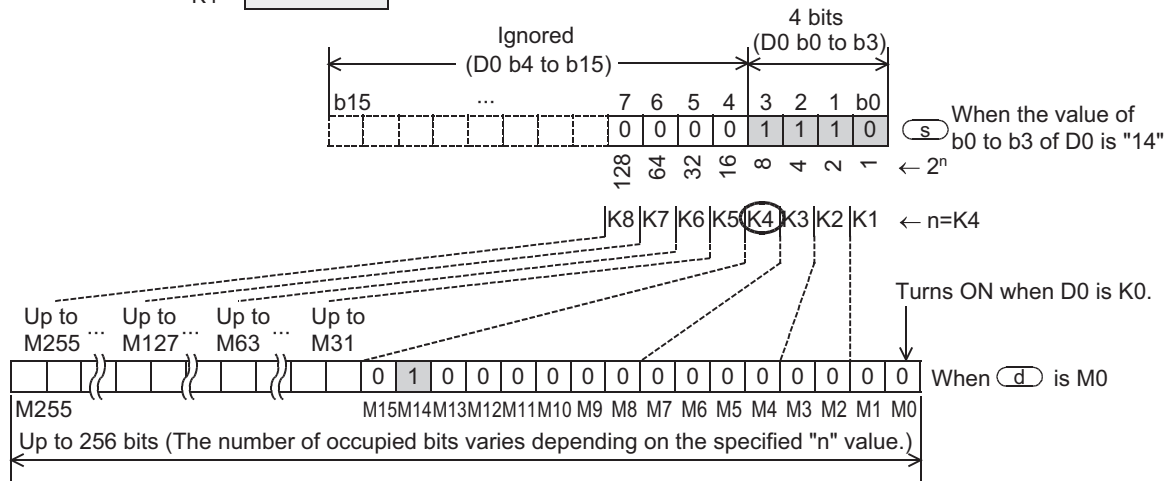 4 bits
Ignored (D0 b0 to b3)
(D0 b4 to b15)
b15 ... 7 6 5 4 3 2 1 b0
0 0 0 0 1 1 1 0 s When the value of
b0 to b3 of D0 is "14"
128 64 32 16 8 4 2 1 ← 2ⁿ
K8 K7 K6 K5 K4 K3 K2 K1 ← n=K4
Turns ON when D0 is K0.
Up to ... Up to ... Up to ... Up to
M255 M127 M63 M31
0 1 0 0 0 0 0 0 0 0 0 0 0 0 0 0 When d is M0
M255 M15 M14 M13 M12 M11 M10 M9 M8 M7 M6 M5 M4 M3 M2 M1 M0
Up to 256 bits (The number of occupied bits varies depending on the specified "n" value.)